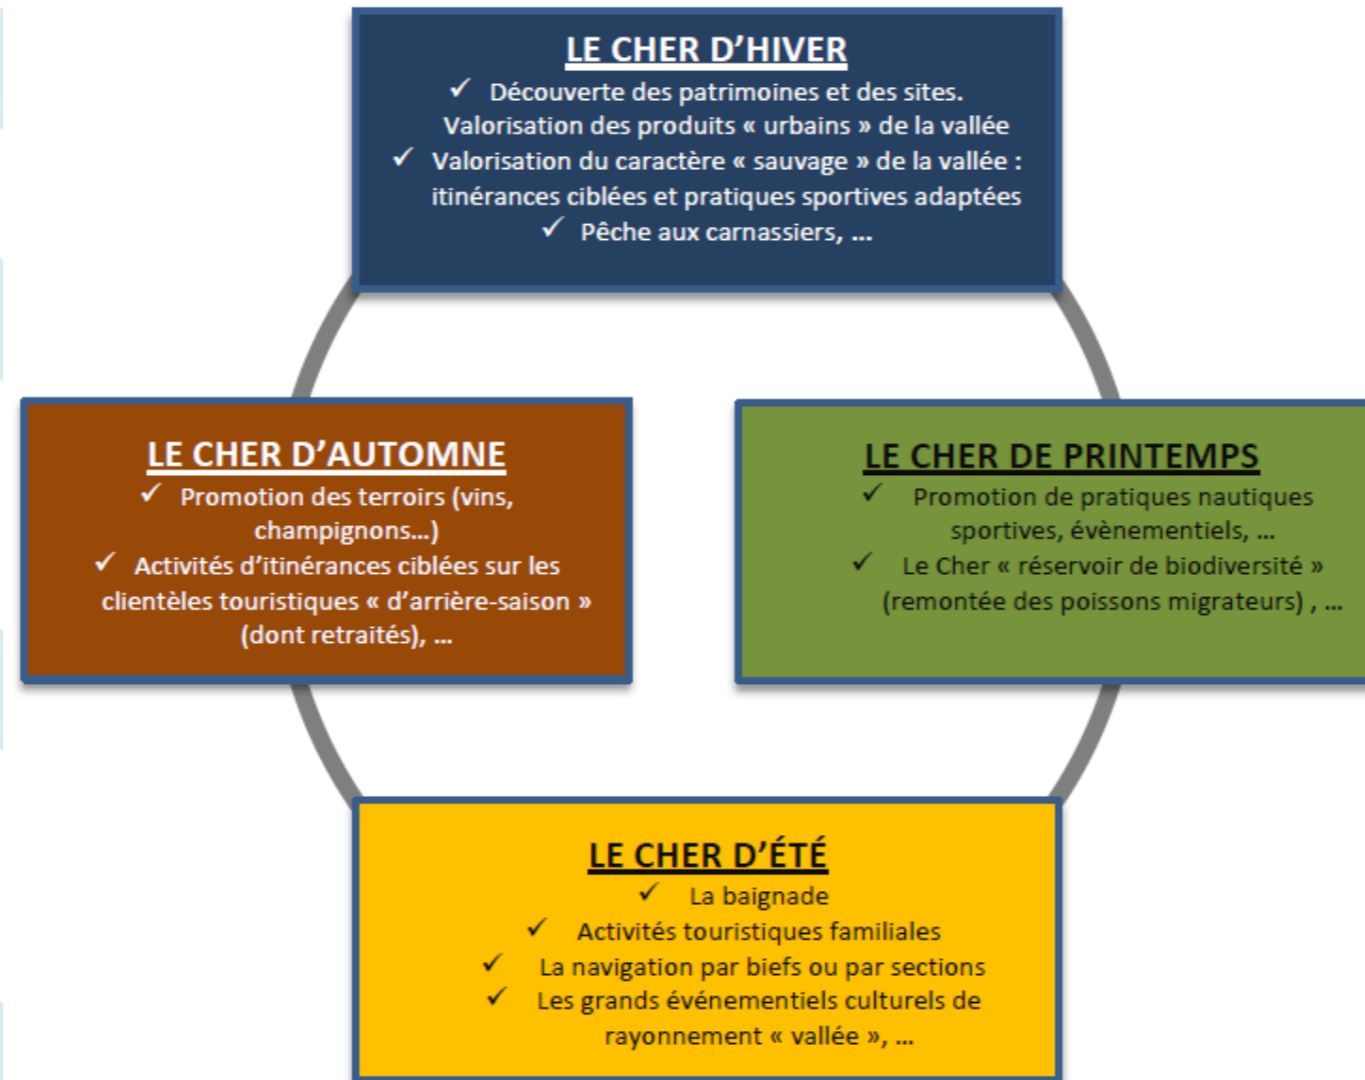 LE CHER D’HIVER
✓ Découverte des patrimoines et des sites.
Valorisation des produits « urbains » de la vallée
✓ Valorisation du caractère « sauvage » de la vallée :
itinérances ciblées et pratiques sportives adaptées
✓ Pêche aux carnassiers, ...
LE CHER D’AUTOMNE
✓ Promotion des terroirs (vins,
champignons...)
✓ Activités d’itinérances ciblées sur les
clientèles touristiques « d’arrière-saison »
(dont retraités), ...
LE CHER DE PRINTEMPS
✓ Promotion de pratiques nautiques
sportives, évènementiels, ...
✓ Le Cher « réservoir de biodiversité »
(remontée des poissons migrateurs) , ...
LE CHER D’ÉTÉ
✓ La baignade
✓ Activités touristiques familiales
✓ La navigation par biefs ou par sections
✓ Les grands événementiels culturels de
rayonnement « vallée », ...